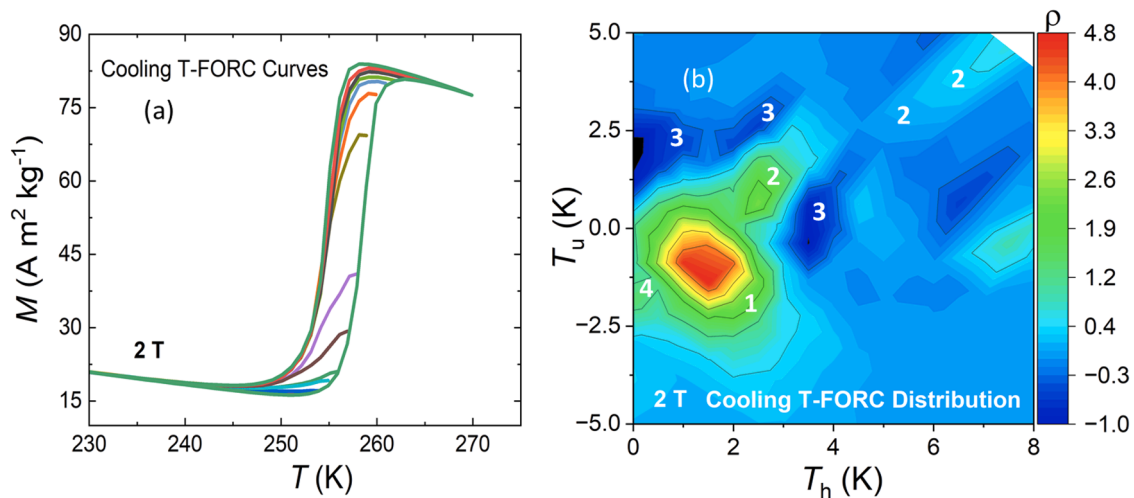 90
75
60
45
30
15
M (A m² kg⁻¹)
Cooling T-FORC Curves
(a)
2 T
230 240 250 260 270
T (K)
5.0
2.5
0.0
−2.5
−5.0
Tᵤ (K)
(b)
2
2
3
3
2
3
4
1
2 T Cooling T-FORC Distribution
0 2 4 6 8
Tₕ (K)
ρ
4.8
4.0
3.3
2.6
1.9
1.2
0.4
-0.3
-1.0